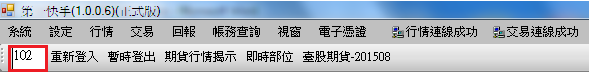 第一快手(1.0.0.6)(正式版)
系統 設定 行情 交易 回報 帳務查詢 視窗 電子憑證 行情連線成功 交易連線成功
102 重新登入 暫時登出 期貨行情揭示 即時部位 臺股期貨-201508